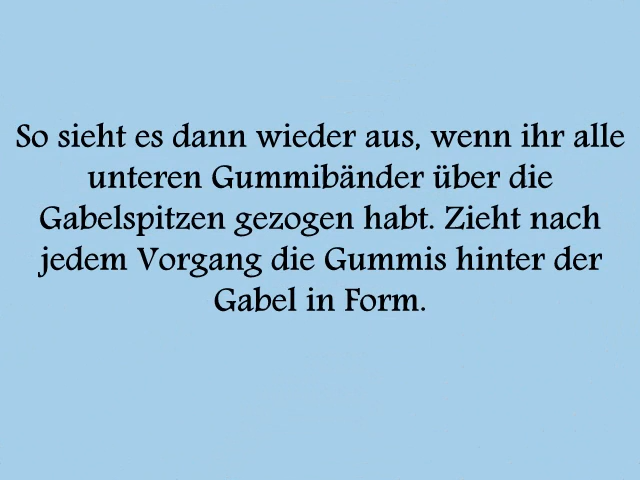 So sieht es dann wieder aus, wenn ihr alle
unteren Gummibänder über die
Gabelspitzen gezogen habt. Zieht nach
jedem Vorgang die Gummis hinter der
Gabel in Form.